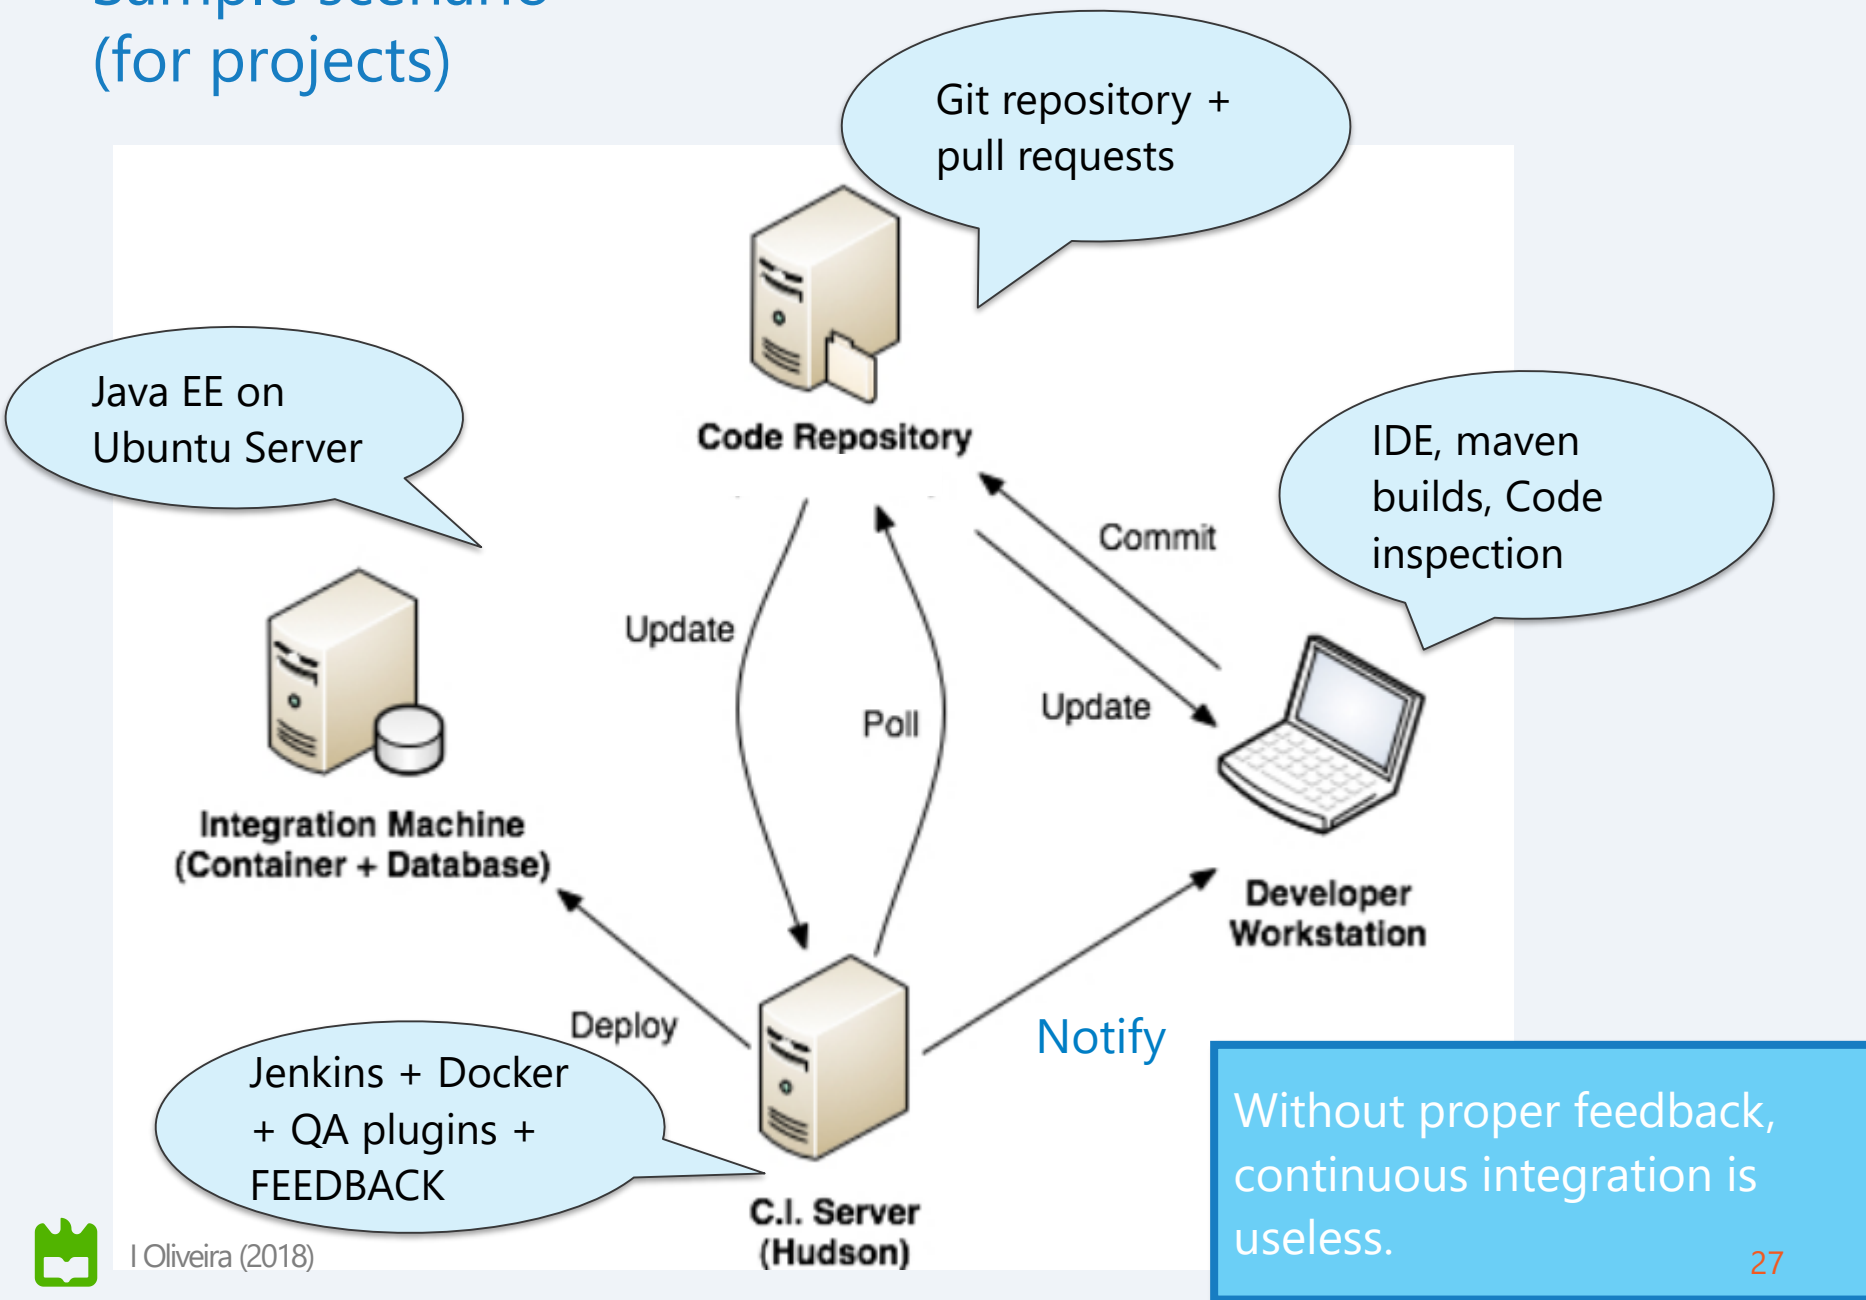 Sample scenario
(for projects)
Git repository +
pull requests
Java EE on
Ubuntu Server
Code Repository
IDE, maven
builds, Code
inspection
Commit
Update
Update
Poll
Integration Machine
(Container + Database)
Developer
Workstation
Deploy
Notify
Jenkins + Docker
+ QA plugins +
FEEDBACK
C.I. Server
(Hudson)
Without proper feedback,
continuous integration is
useless.
I Oliveira (2018)
27